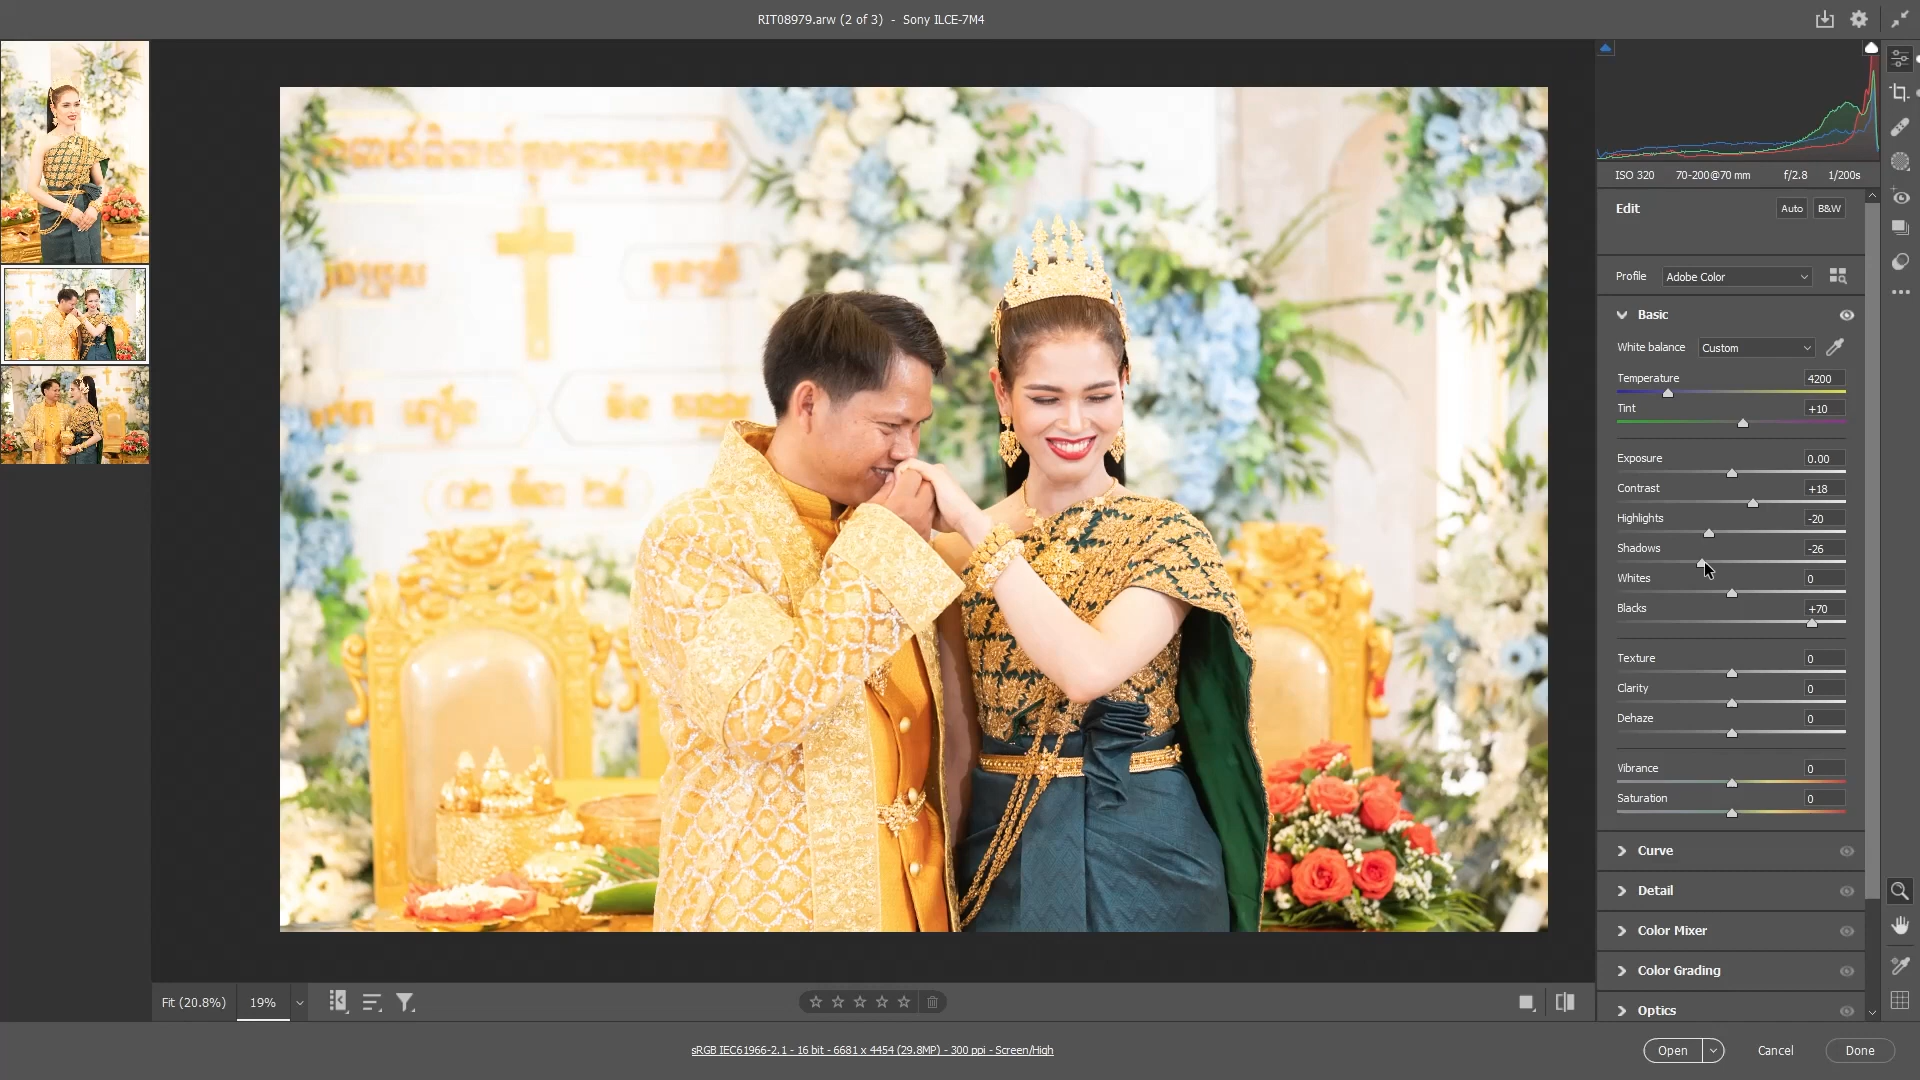 RIT08979.arw (2 of 3)  -  Sony ILCE-7M4
ISO 320 70-200@70 mm f/2.8 1/200s
Edit Auto B&W
Profile Adobe Color
Basic
White balance Custom
Temperature 4200
Tint +10
Exposure 0.00
Contrast +18
Highlights -20
Shadows -26
Whites 0
Blacks +70
Texture 0
Clarity 0
Dehaze 0
Vibrance 0
Saturation 0
Curve
Detail
Color Mixer
Color Grading
Optics
Fit (20.8%) 19%
sRGB IEC61966-2.1 - 16 bit - 6681 x 4454 (29.8MP) - 300 ppi - Screen/High
Open Cancel Done